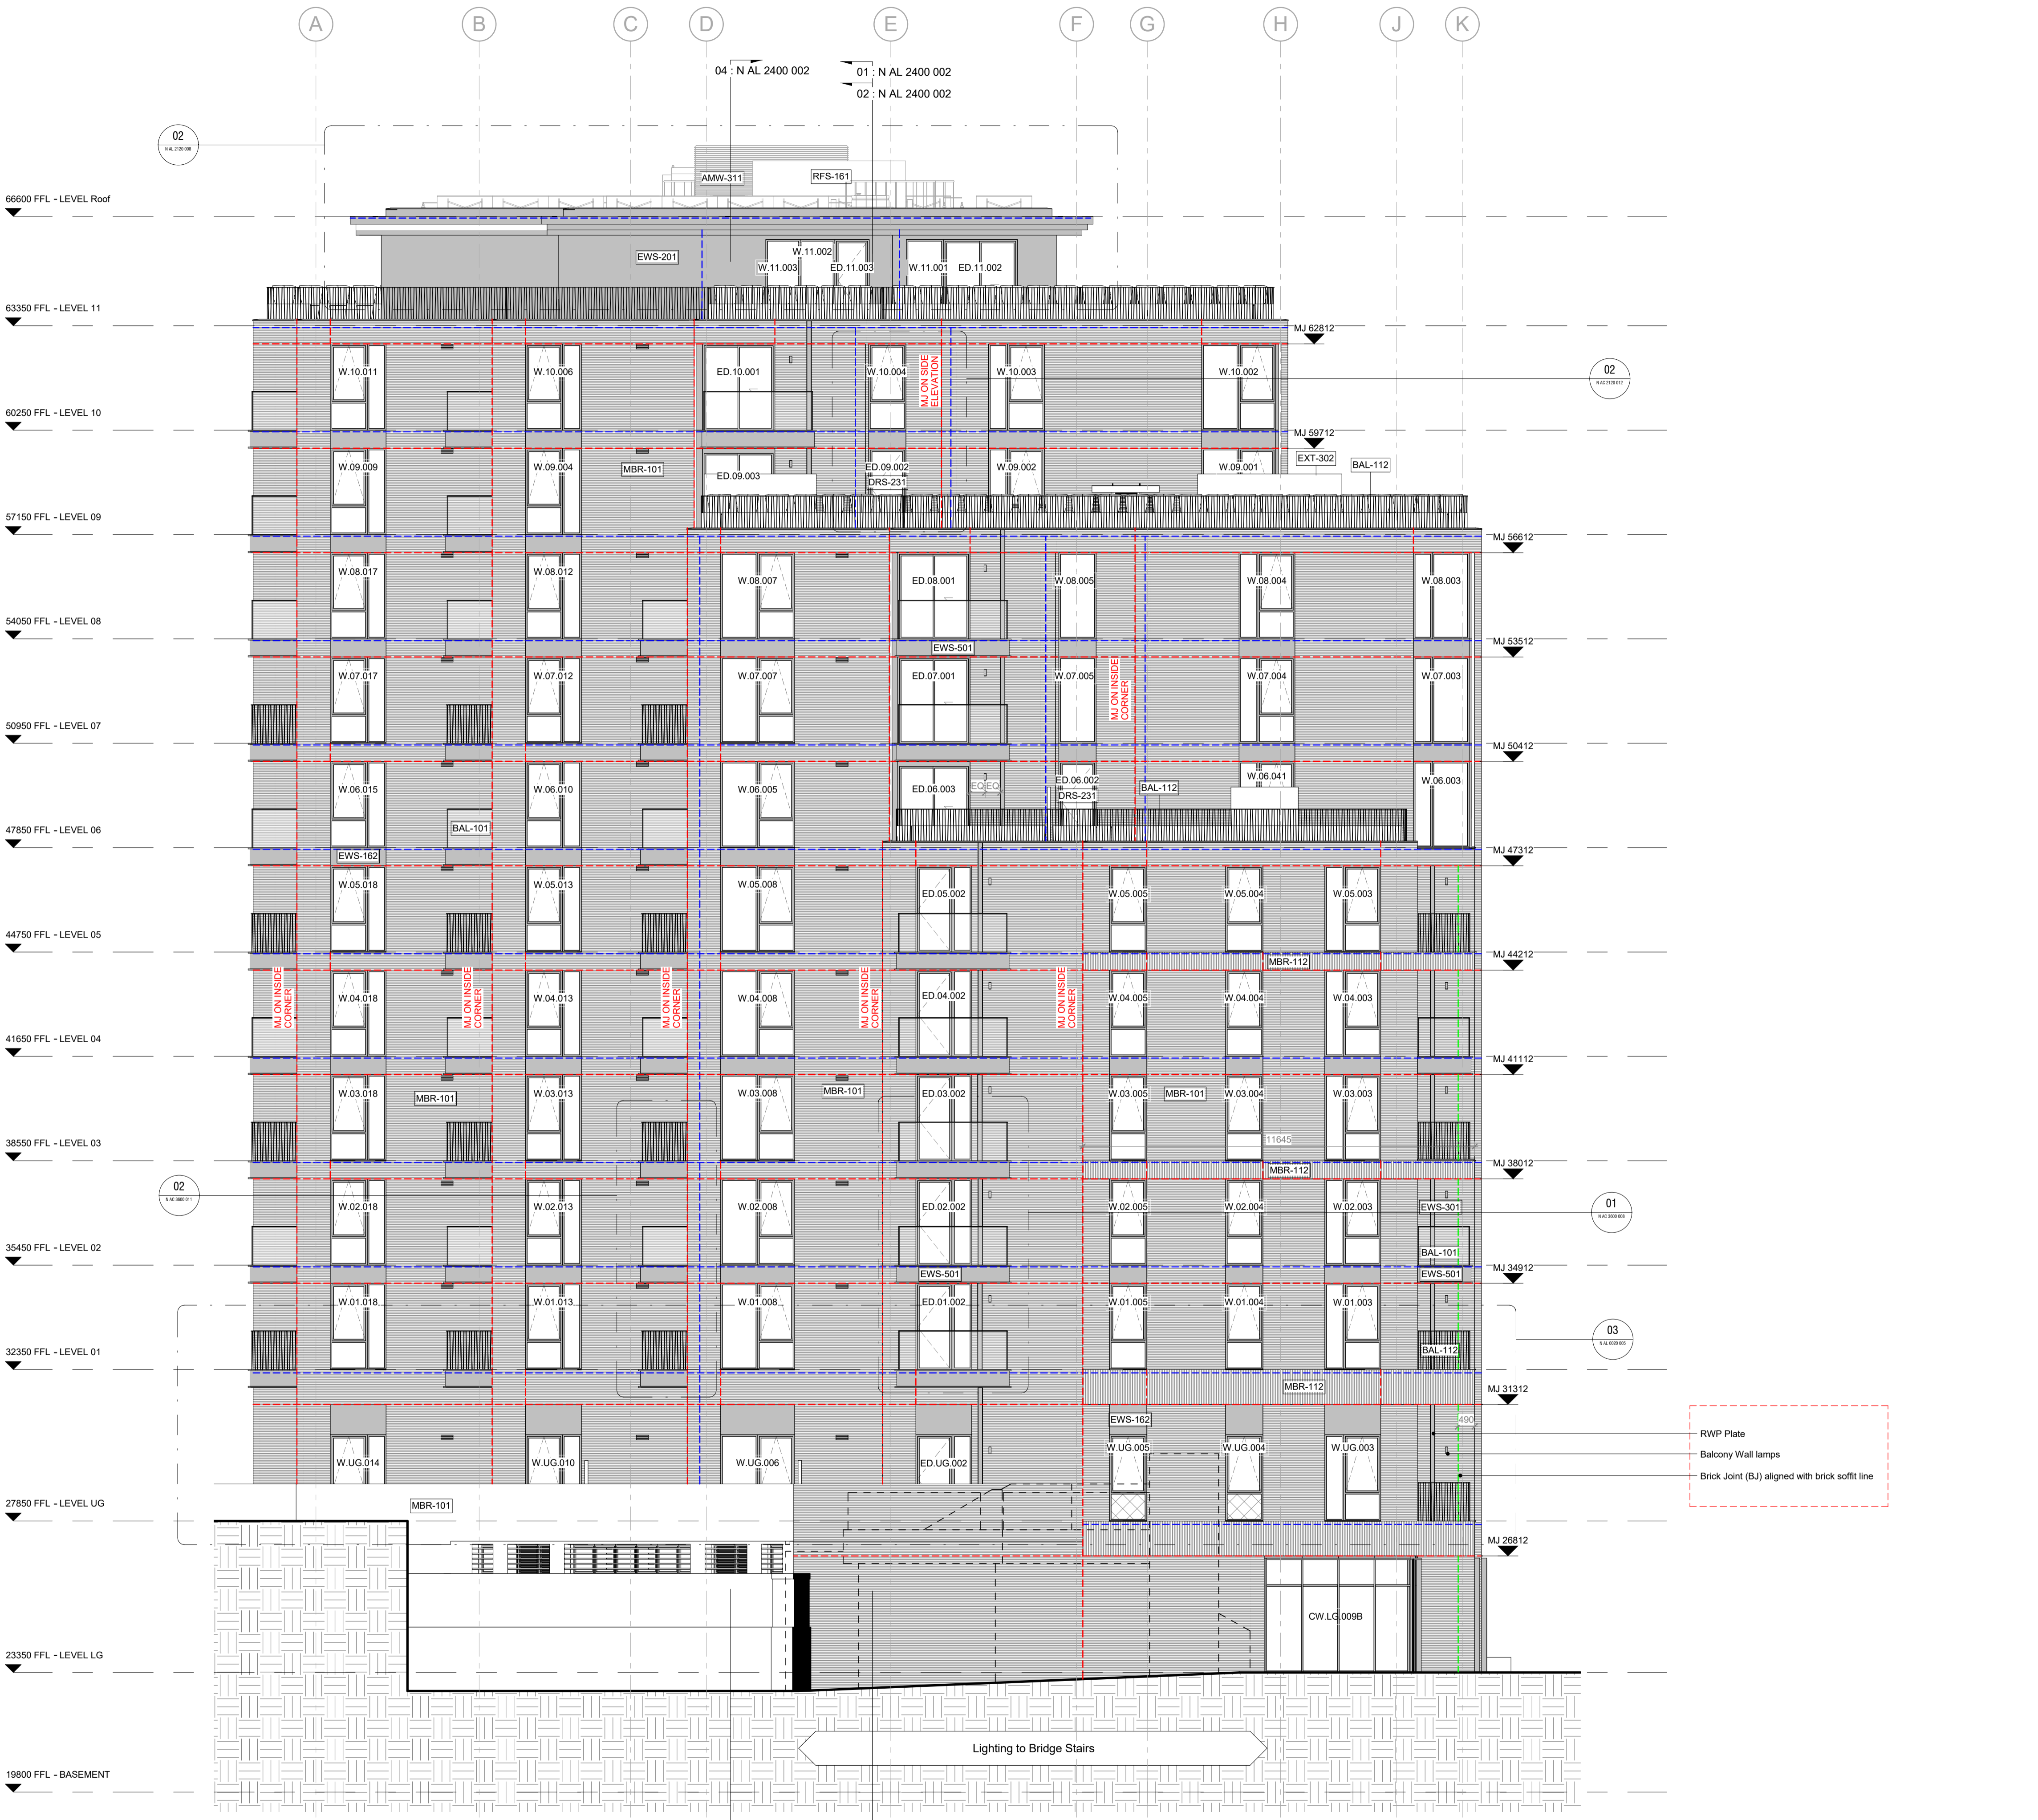 A B C D E F G H J K
04 : N AL 2400 002
01 : N AL 2400 002
02 : N AL 2400 002
02
N AL 2120 008
AMW-311
RFS-161
66600 FFL - LEVEL Roof
EWS-201
W.11.003
W.11.002
ED.11.003
W.11.001
ED.11.002
63350 FFL - LEVEL 11
MJ 62812
W.10.011
W.10.006
ED.10.001
W.10.004
MJ ON SIDE
ELEVATION
W.10.003
W.10.002
02
N AC 2120 012
60250 FFL - LEVEL 10
MJ 59712
W.09.009
W.09.004
MBR-101
ED.09.003
ED.09.002
DRS-231
W.09.002
W.09.001
EXT-302
BAL-112
57150 FFL - LEVEL 09
MJ 56612
W.08.017
W.08.012
W.08.007
ED.08.001
W.08.005
W.08.004
W.08.003
54050 FFL - LEVEL 08
EWS-501
MJ 53512
W.07.017
W.07.012
W.07.007
ED.07.001
W.07.005
MJ ON INSIDE
CORNER
W.07.004
W.07.003
50950 FFL - LEVEL 07
MJ 50412
W.06.015
W.06.010
W.06.005
ED.06.003
EQ EQ
ED.06.002
DRS-231
BAL-112
W.06.041
W.06.003
47850 FFL - LEVEL 06
BAL-101
EWS-162
MJ 47312
W.05.018
W.05.013
W.05.008
ED.05.002
W.05.005
W.05.004
W.05.003
44750 FFL - LEVEL 05
MBR-112
MJ 44212
MJ ON INSIDE
CORNER
W.04.018
MJ ON INSIDE
CORNER
W.04.013
MJ ON INSIDE
CORNER
W.04.008
MJ ON INSIDE
CORNER
ED.04.002
MJ ON INSIDE
CORNER
W.04.005
W.04.004
W.04.003
41650 FFL - LEVEL 04
MJ 41112
W.03.018
MBR-101
W.03.013
W.03.008
MBR-101
ED.03.002
W.03.005
MBR-101
W.03.004
W.03.003
11645
38550 FFL - LEVEL 03
MBR-112
MJ 38012
02
N AC 3600 011
W.02.018
W.02.013
W.02.008
ED.02.002
W.02.005
W.02.004
W.02.003
EWS-301
01
35450 FFL - LEVEL 02
BAL-101
EWS-501
EWS-501
MJ 34912
W.01.018
W.01.013
W.01.008
ED.01.002
W.01.005
W.01.004
W.01.003
03
N AL 0020 005
32350 FFL - LEVEL 01
BAL-112
MBR-112
MJ 31312
EWS-162
490
RWP Plate
W.UG.014
W.UG.010
W.UG.006
ED.UG.002
W.UG.005
W.UG.004
W.UG.003
Balcony Wall lamps
Brick Joint (BJ) aligned with brick soffit line
27850 FFL - LEVEL UG
MBR-101
MJ 26812
CW.LG.009B
23350 FFL - LEVEL LG
Lighting to Bridge Stairs
19800 FFL - BASEMENT